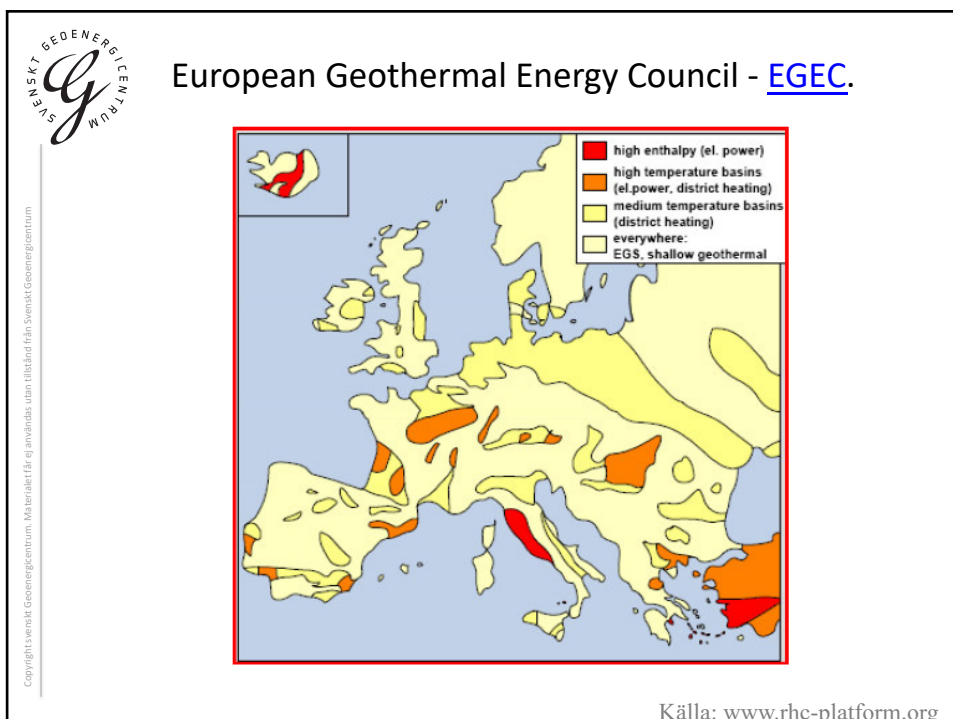 SVENSKT GEOENERGICENTRUM
G
European Geothermal Energy Council - EGEC.
high enthalpy (el. power)
high temperature basins
(el.power, district heating)
medium temperature basins
(district heating)
everywhere:
EGS, shallow geothermal
Copyright svenskt Geoenergicentrum. Materialet får ej användas utan tillstånd från Svenskt Geoenergicentrum
Källa: www.rhc-platform.org